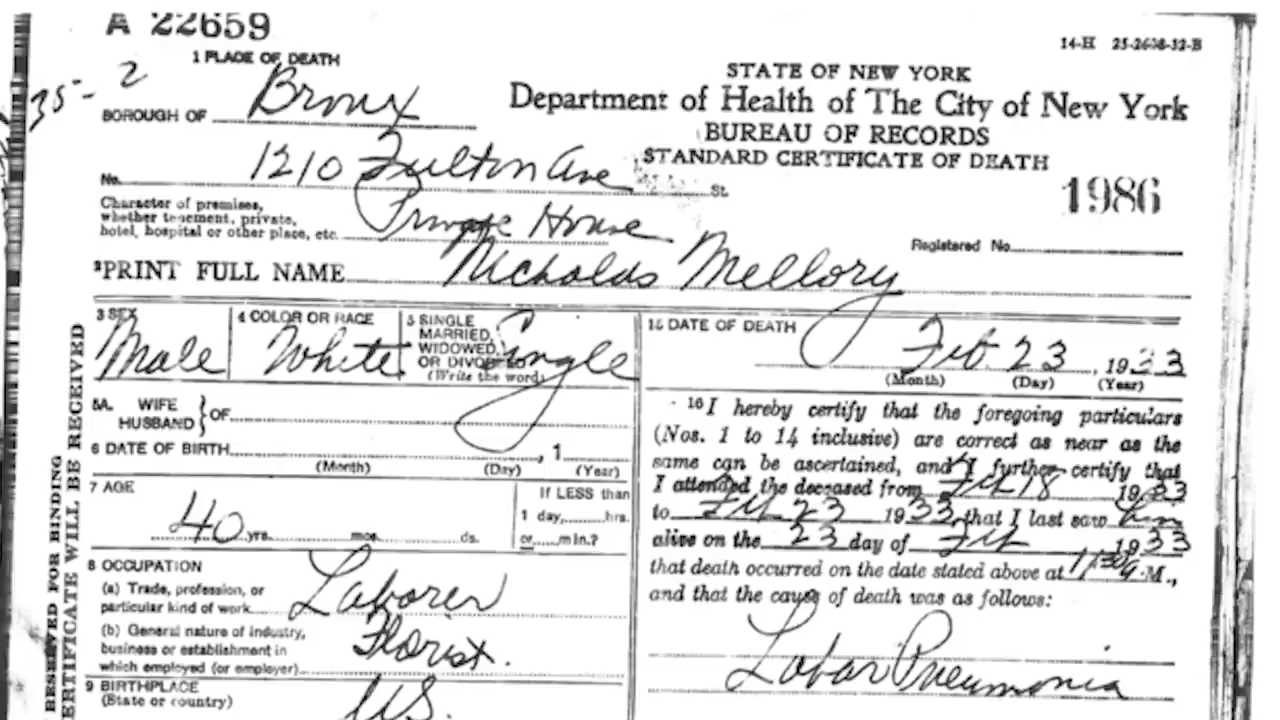 A 22659
14-H 25-2608-32-B
1 PLACE OF DEATH
STATE OF NEW YORK
35- 2
BOROUGH OF Bronx
Department of Health of The City of New York
BUREAU OF RECORDS
STANDARD CERTIFICATE OF DEATH
No. 1210 Fulton Ave St.
1986
Character of premises,
whether tenement, private,
hotel, hospital or other place, etc. Private House
Registered No.
2 PRINT FULL NAME Nicholas Mellory
3 SEX
Male
4 COLOR OR RACE
White
5 SINGLE
MARRIED,
WIDOWED,
OR DIVORCED
(Write the word)
Single
5A. WIFE
HUSBAND } OF
6 DATE OF BIRTH , 1
(Month) (Day) (Year)
7 AGE
40 yrs. mos. ds.
If LESS than
1 day, hrs.
or min.?
8 OCCUPATION
(a) Trade, profession, or
particular kind of work Laborer
(b) General nature of industry,
business or establishment in
which employed (or employer) Florist.
9 BIRTHPLACE
(State or country) US.
15 DATE OF DEATH
Feb. 23, 1933
(Month) (Day) (Year)
16 I hereby certify that the foregoing particulars
(Nos. 1 to 14 inclusive) are correct as near as the
same can be ascertained, and I further certify that
I attended the deceased from Feb 18 1933
to Feb 23 1933, that I last saw him
alive on the 23 day of Feb 1933
that death occurred on the date stated above at 11:30 M.,
and that the cause of death was as follows:
Lobar Pneumonia
RESERVED FOR BINDING
ERTIFICATE WILL BE RECEIVED